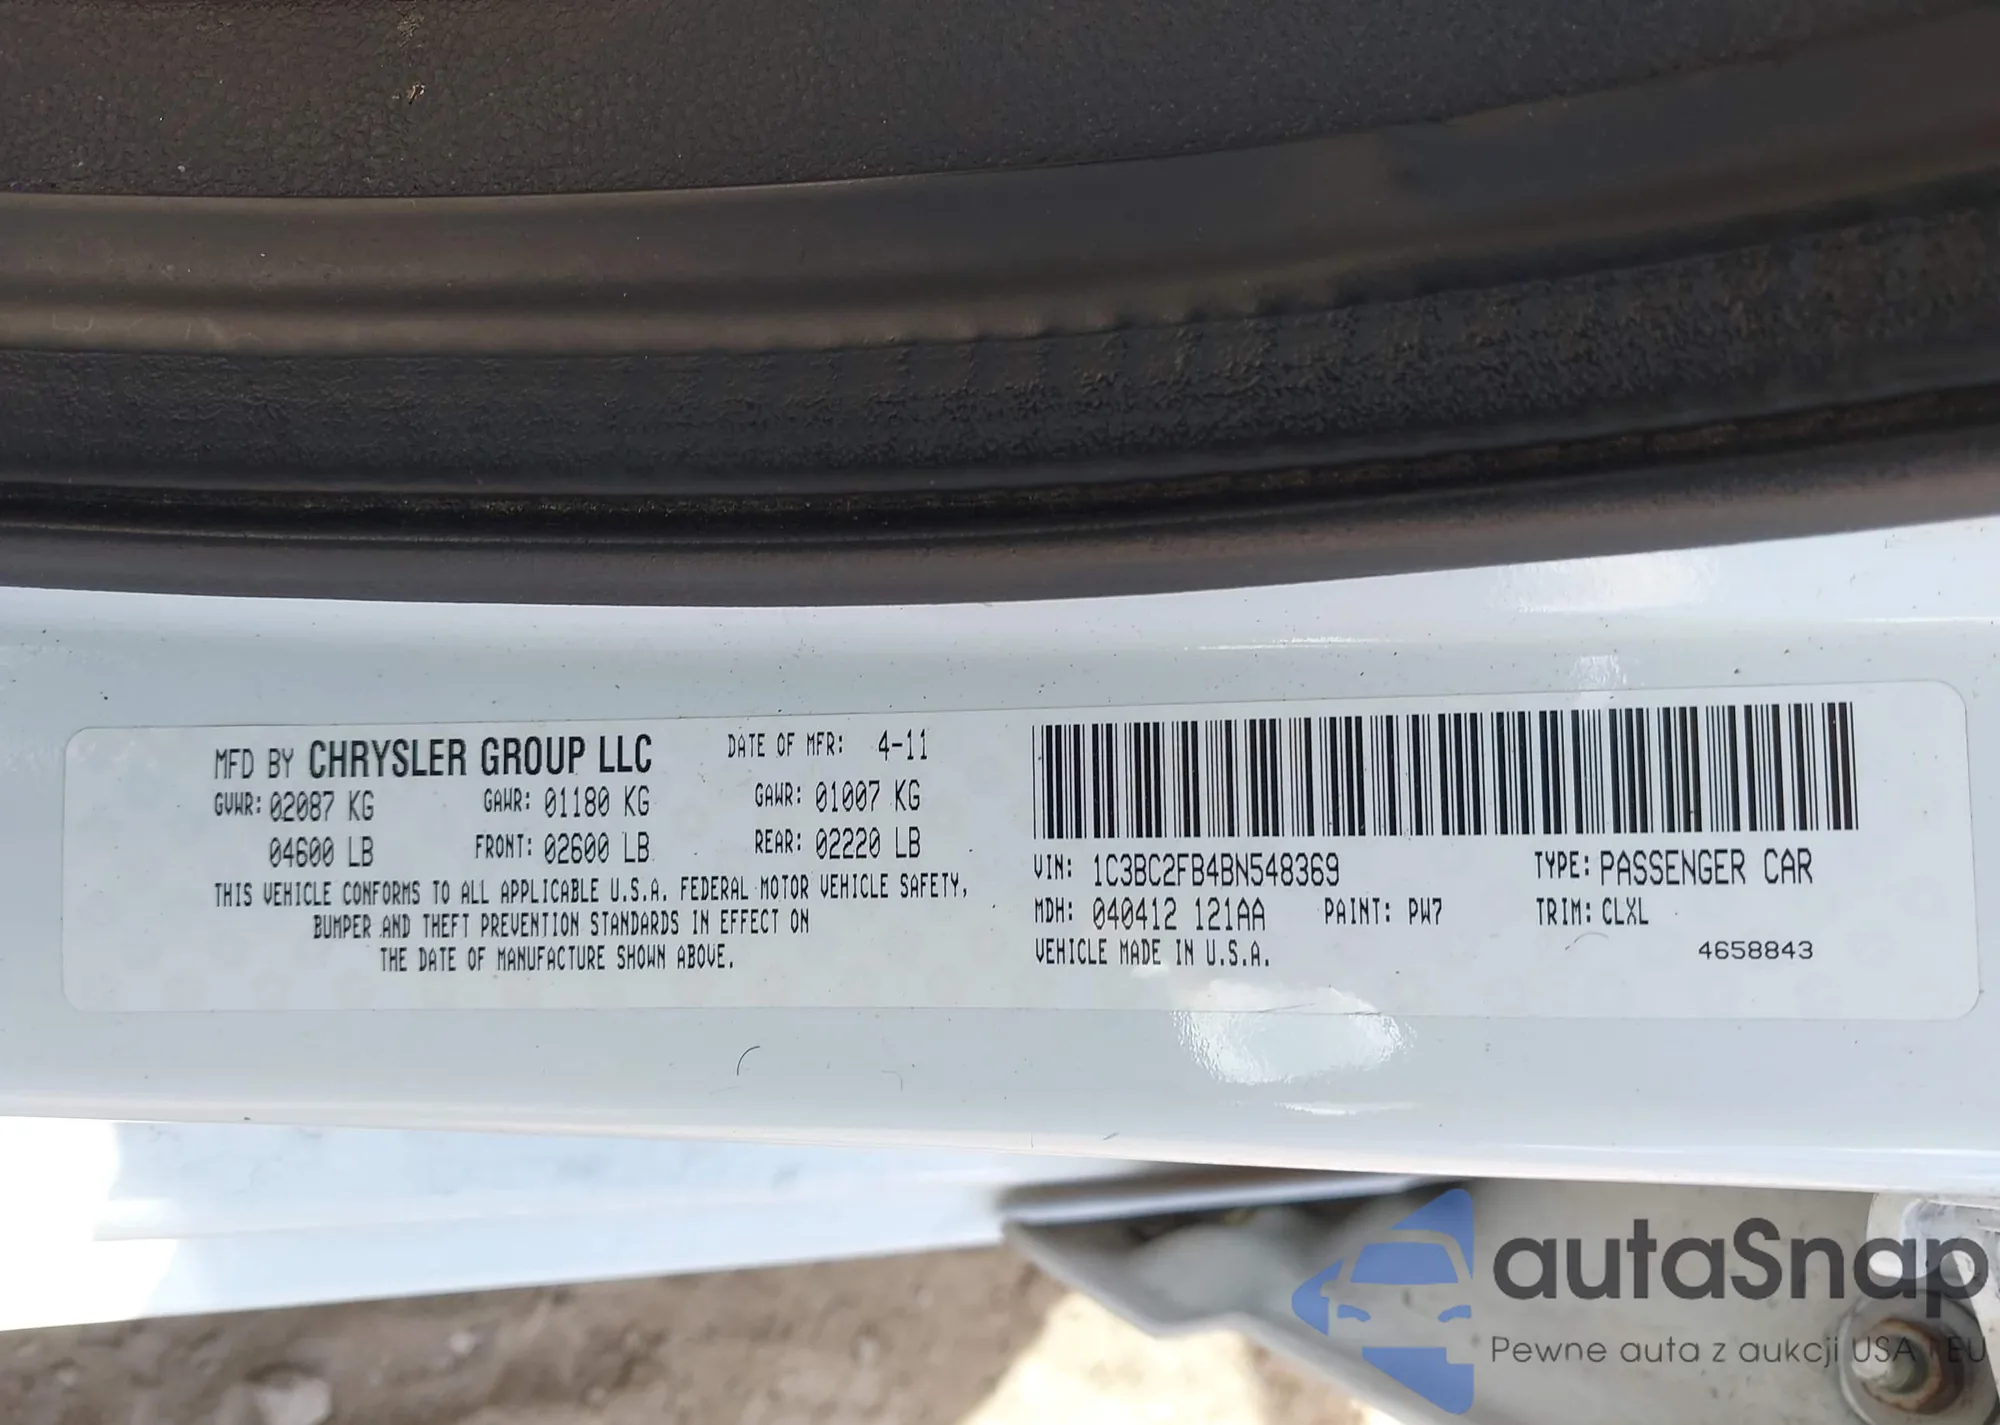 MFD BY CHRYSLER GROUP LLC DATE OF MFR: 4-11
GVWR: 02087 KG GAWR: 01180 KG GAWR: 01007 KG
04600 LB FRONT: 02600 LB REAR: 02220 LB
THIS VEHICLE CONFORMS TO ALL APPLICABLE U.S.A. FEDERAL MOTOR VEHICLE SAFETY,
BUMPER AND THEFT PREVENTION STANDARDS IN EFFECT ON
THE DATE OF MANUFACTURE SHOWN ABOVE.
VIN: 1C3BC2FB4BN548369 TYPE: PASSENGER CAR
MDH: 040412 121AA PAINT: PW7 TRIM: CLXL
VEHICLE MADE IN U.S.A.
4658843
autaSnap
Pewne auta z aukcji USA i EU